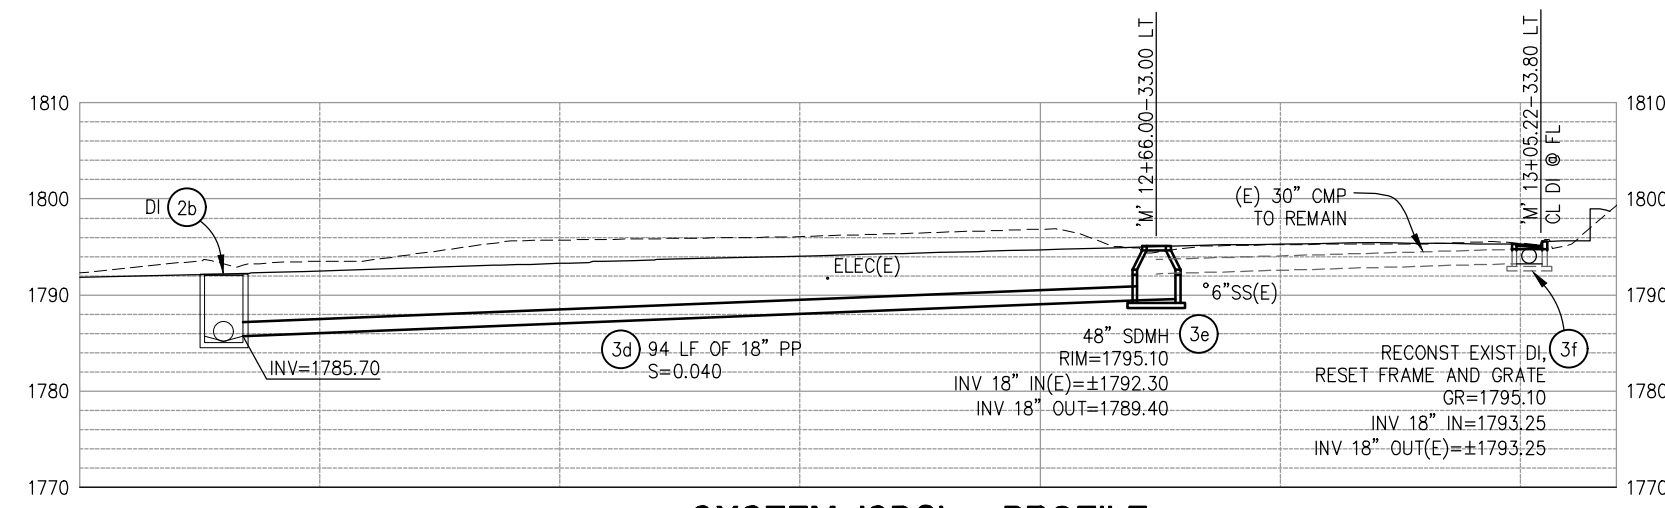 'M' 12+66.00-33.00 LT
'M' 13+05.22-33.80 LT
CL DI @ FL
1810
1810
1800
1800
1790
1790
1780
1780
1770
1770
DI 2b
(E) 30" CMP
TO REMAIN
ELEC(E)
6"SS(E)
INV=1785.70
3d 94 LF OF 18" PP
S=0.040
48" SDMH 3e
RIM=1795.10
INV 18" IN(E)=±1792.30
INV 18" OUT=1789.40
RECONST EXIST DI, 3f
RESET FRAME AND GRATE
GR=1795.10
INV 18" IN=1793.25
INV 18" OUT(E)=±1793.25